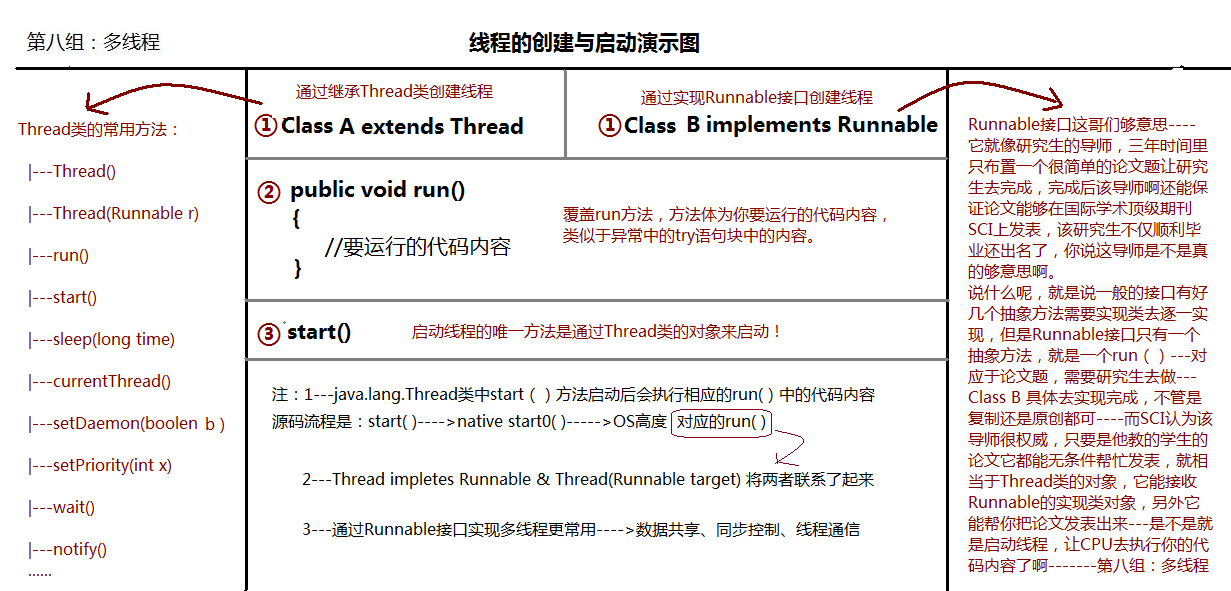 第八组：多线程
线程的创建与启动演示图
Thread类的常用方法：
|---Thread()
|---Thread(Runnable r)
|---run()
|---start()
|---sleep(long time)
|---currentThread()
|---setDaemon(boolen b )
|---setPriority(int x)
|---wait()
|---notify()
......
通过继承Thread类创建线程
①Class A extends Thread
通过实现Runnable接口创建线程
①Class B implements Runnable
② public void run()
{
//要运行的代码内容
}
覆盖run方法，方法体为你要运行的代码内容，
类似于异常中的try语句块中的内容。
③ start()
启动线程的唯一方法是通过Thread类的对象来启动！
注：1---java.lang.Thread类中start（ ）方法启动后会执行相应的run( ) 中的代码内容
源码流程是：start( )---->native start0( )----->OS高度 对应的run( )
2---Thread impletes Runnable & Thread(Runnable target) 将两者联系了起来
3---通过Runnable接口实现多线程更常用---->数据共享、同步控制、线程通信
Runnable接口这哥们够意思----
它就像研究生的导师，三年时间里
只布置一个很简单的论文题让研究
生去完成，完成后该导师啊还能保
证论文能够在国际学术顶级期刊
SCI上发表，该研究生不仅顺利毕
业还出名了，你说这导师是不是真
的够意思啊。
说什么呢，就是说一般的接口有好
几个抽象方法需要实现类去逐一实
现，但是Runnable接口只有一个
抽象方法，就是一个run（ ）---对
应于论文题，需要研究生去做---
Class B 具体去实现完成，不管是
复制还是原创都可----而SCI认为该
导师很权威，只要是他教的学生的
论文它都能无条件帮忙发表，就相
当于Thread类的对象，它能接收
Runnable的实现类对象，另外它
能帮你把论文发表出来---是不是就
是启动线程，让CPU去执行你的代
码内容了啊-------第八组：多线程